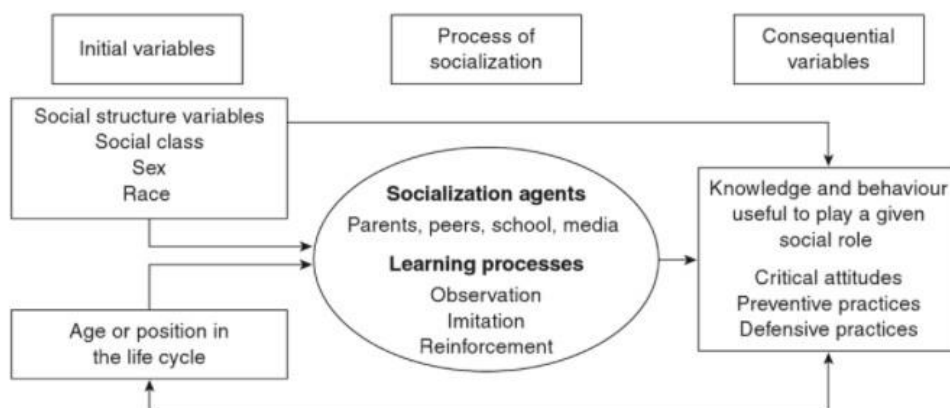 Initial variables
Process of
socialization
Consequential
variables
Social structure variables
Social class
Sex
Race
Age or position in
the life cycle
Socialization agents
Parents, peers, school, media
Learning processes
Observation
Imitation
Reinforcement
Knowledge and behaviour
useful to play a given
social role
Critical attitudes
Preventive practices
Defensive practices